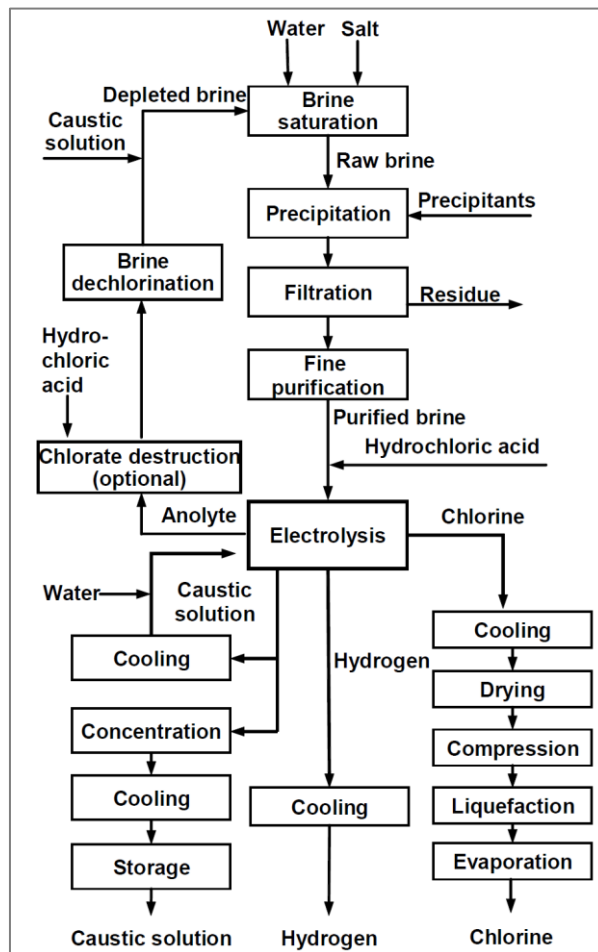 Water Salt
Depleted brine
Caustic
solution
Brine
saturation
Raw brine
Precipitants
Precipitation
Brine
dechlorination
Filtration
Residue
Hydro-
chloric
acid
Fine
purification
Purified brine
Hydrochloric acid
Chlorate destruction
(optional)
Anolyte
Electrolysis
Chlorine
Water
Caustic
solution
Cooling
Hydrogen
Cooling
Drying
Concentration
Compression
Cooling
Cooling
Liquefaction
Storage
Evaporation
Caustic solution
Hydrogen
Chlorine